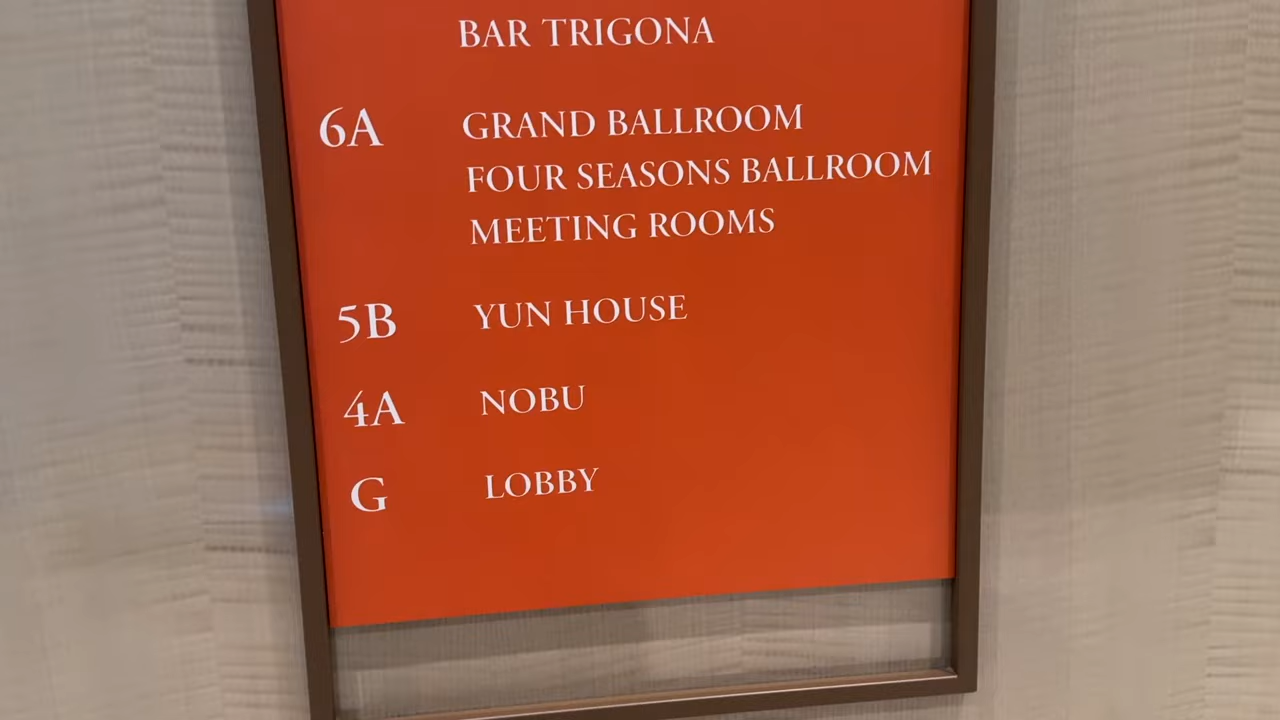 BAR TRIGONA
6A GRAND BALLROOM
FOUR SEASONS BALLROOM
MEETING ROOMS
5B YUN HOUSE
4A NOBU
G LOBBY